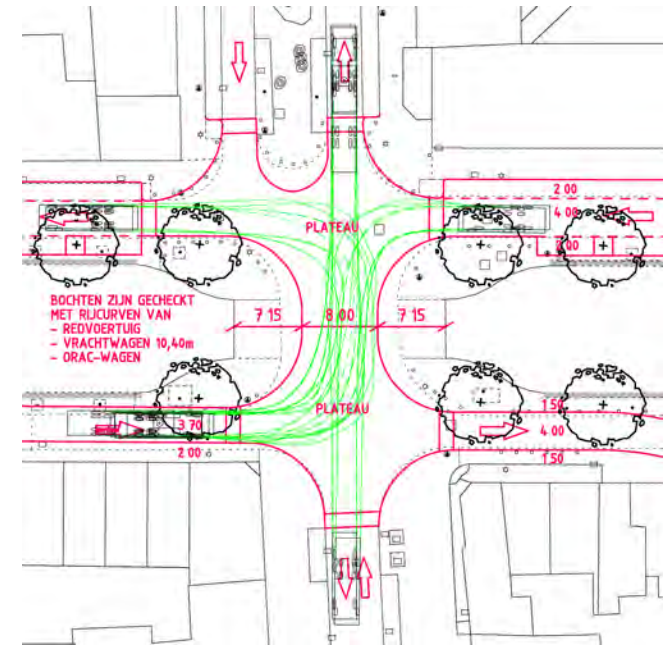 2 00
4 00
2 00
PLATEAU
BOCHTEN ZIJN GECHECKT
MET RIJCURVEN VAN
- REDVOERTUIG
- VRACHTWAGEN 10,40m
- ORAC-WAGEN
7 15
8 00
7 15
PLATEAU
1 50
3 70
4 00
2 00
1 50